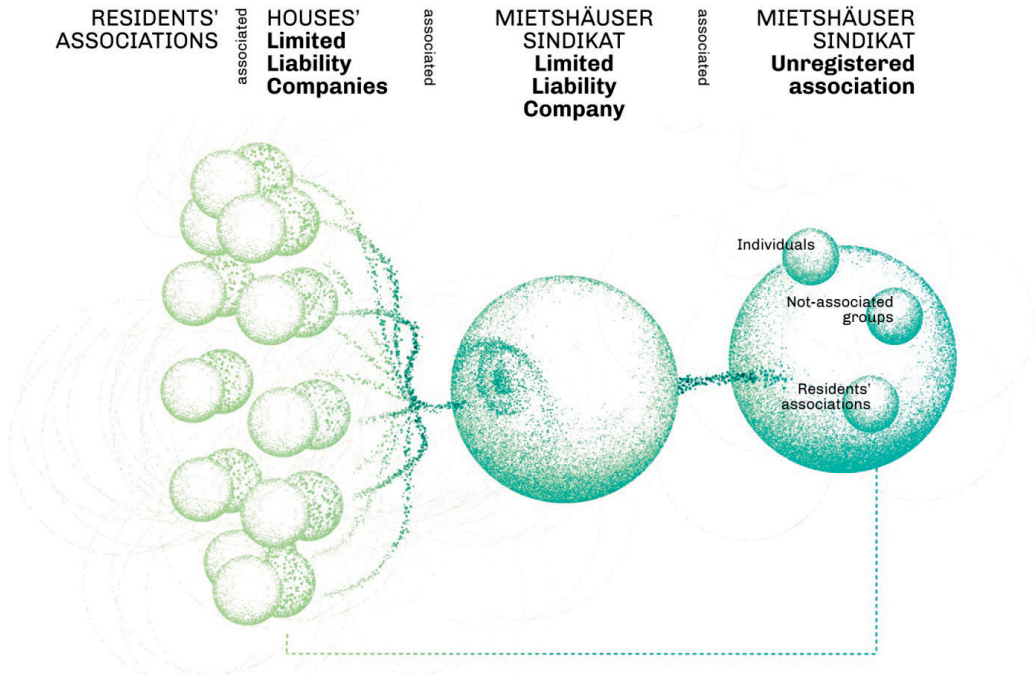 RESIDENTS'
ASSOCIATIONS
associated
HOUSES'
Limited
Liability
Companies
associated
MIETSHÄUSER
SINDIKAT
Limited
Liability
Company
associated
MIETSHÄUSER
SINDIKAT
Unregistered
association
Individuals
Not-associated
groups
Residents'
associations